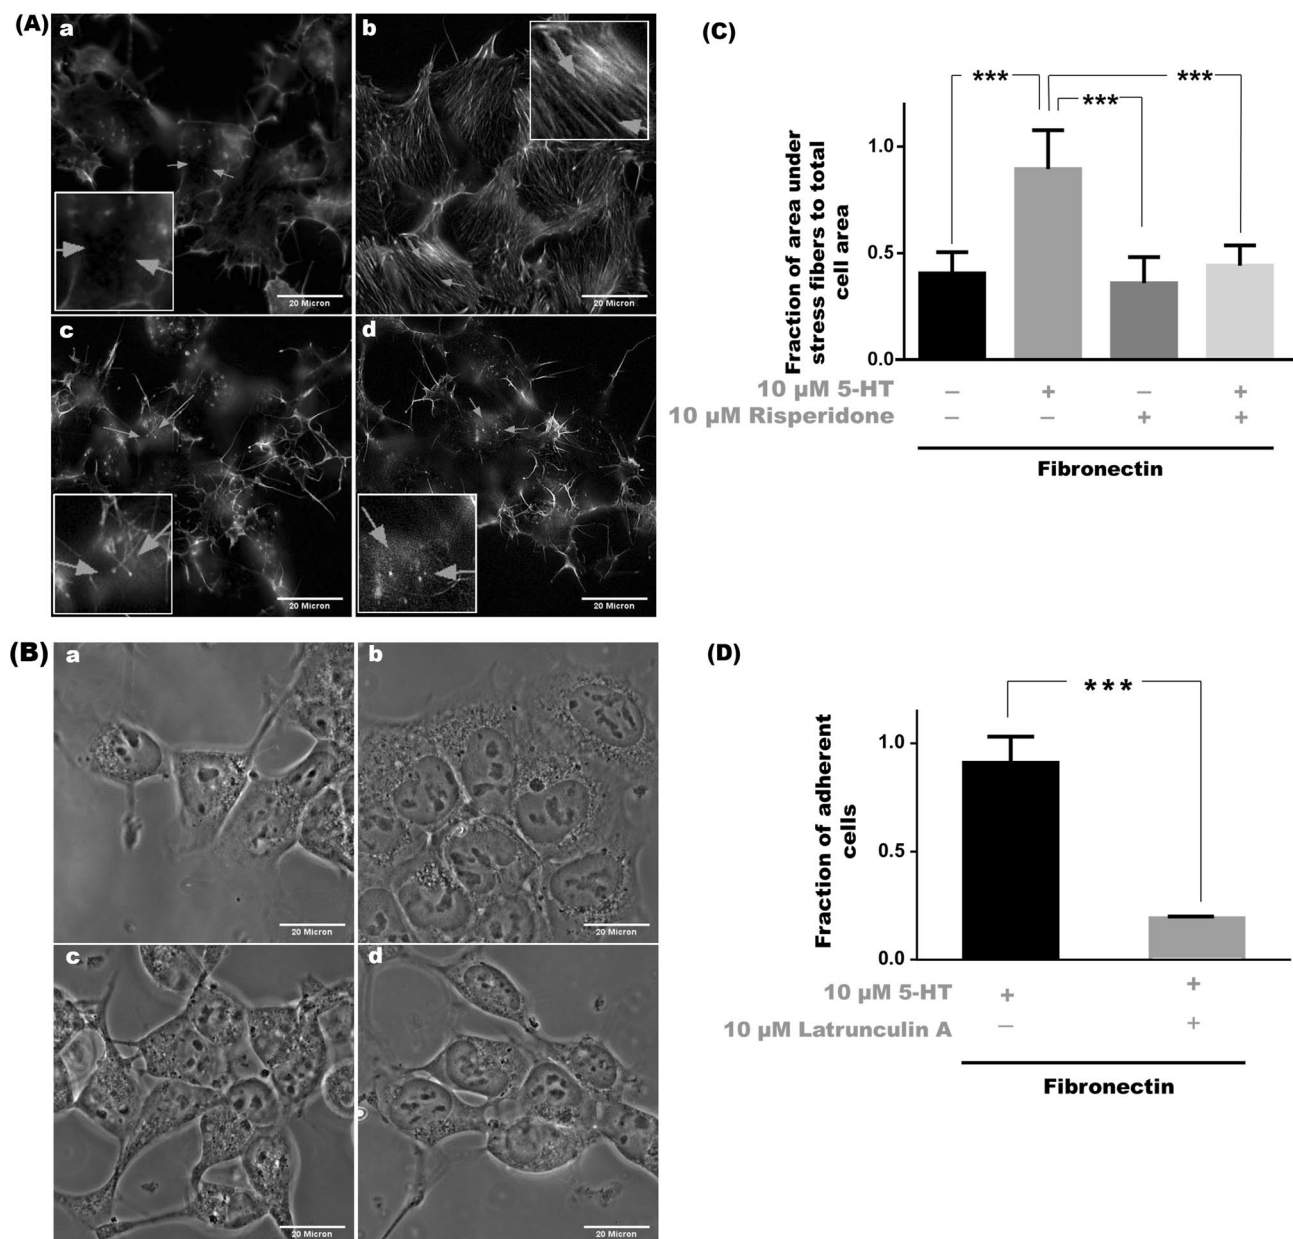 (A)
a
b
20 Micron
20 Micron
c
d
20 Micron
20 Micron
(B)
a
b
20 Micron
20 Micron
c
d
20 Micron
20 Micron
(C)
***
***
***
Fraction of area under
stress fibers to total
cell area
1.0
0.5
0.0
10 µM 5-HT – + – +
10 µM Risperidone – – + +
Fibronectin
(D)
***
Fraction of adherent
cells
1.0
0.5
0.0
10 µM 5-HT + +
10 µM Latrunculin A – +
Fibronectin